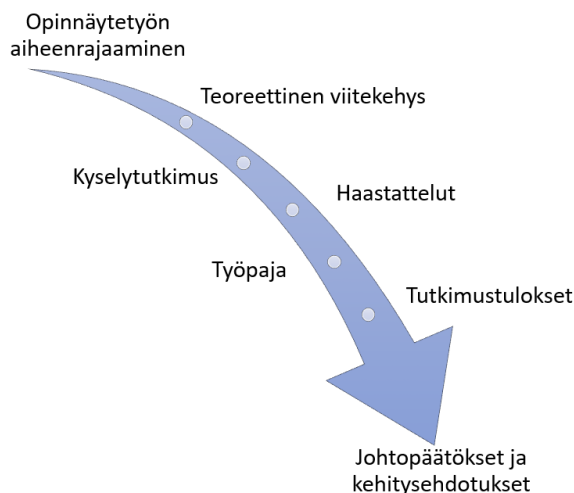 Opinnäytetyön
aiheenrajaaminen
Teoreettinen viitekehys
Kyselytutkimus
Haastattelut
Työpaja
Tutkimustulokset
Johtopäätökset ja
kehitysehdotukset